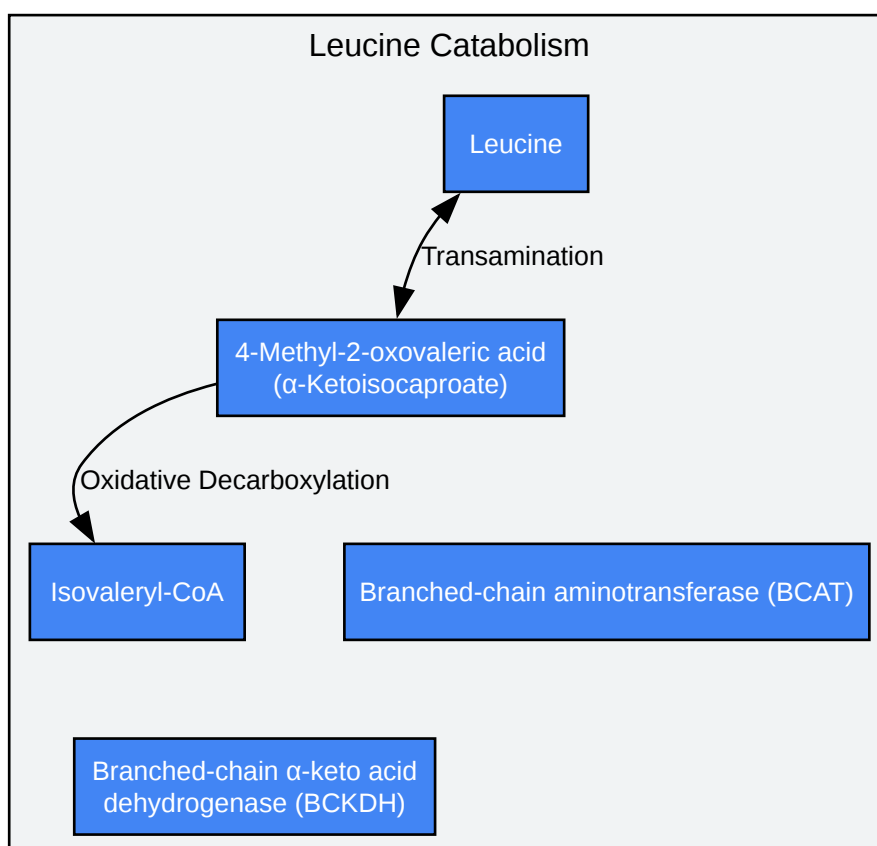 Leucine Catabolism
Leucine
Transamination
4-Methyl-2-oxovaleric acid
(α-Ketoisocaproate)
Oxidative Decarboxylation
Isovaleryl-CoA
Branched-chain aminotransferase (BCAT)
Branched-chain α-keto acid
dehydrogenase (BCKDH)